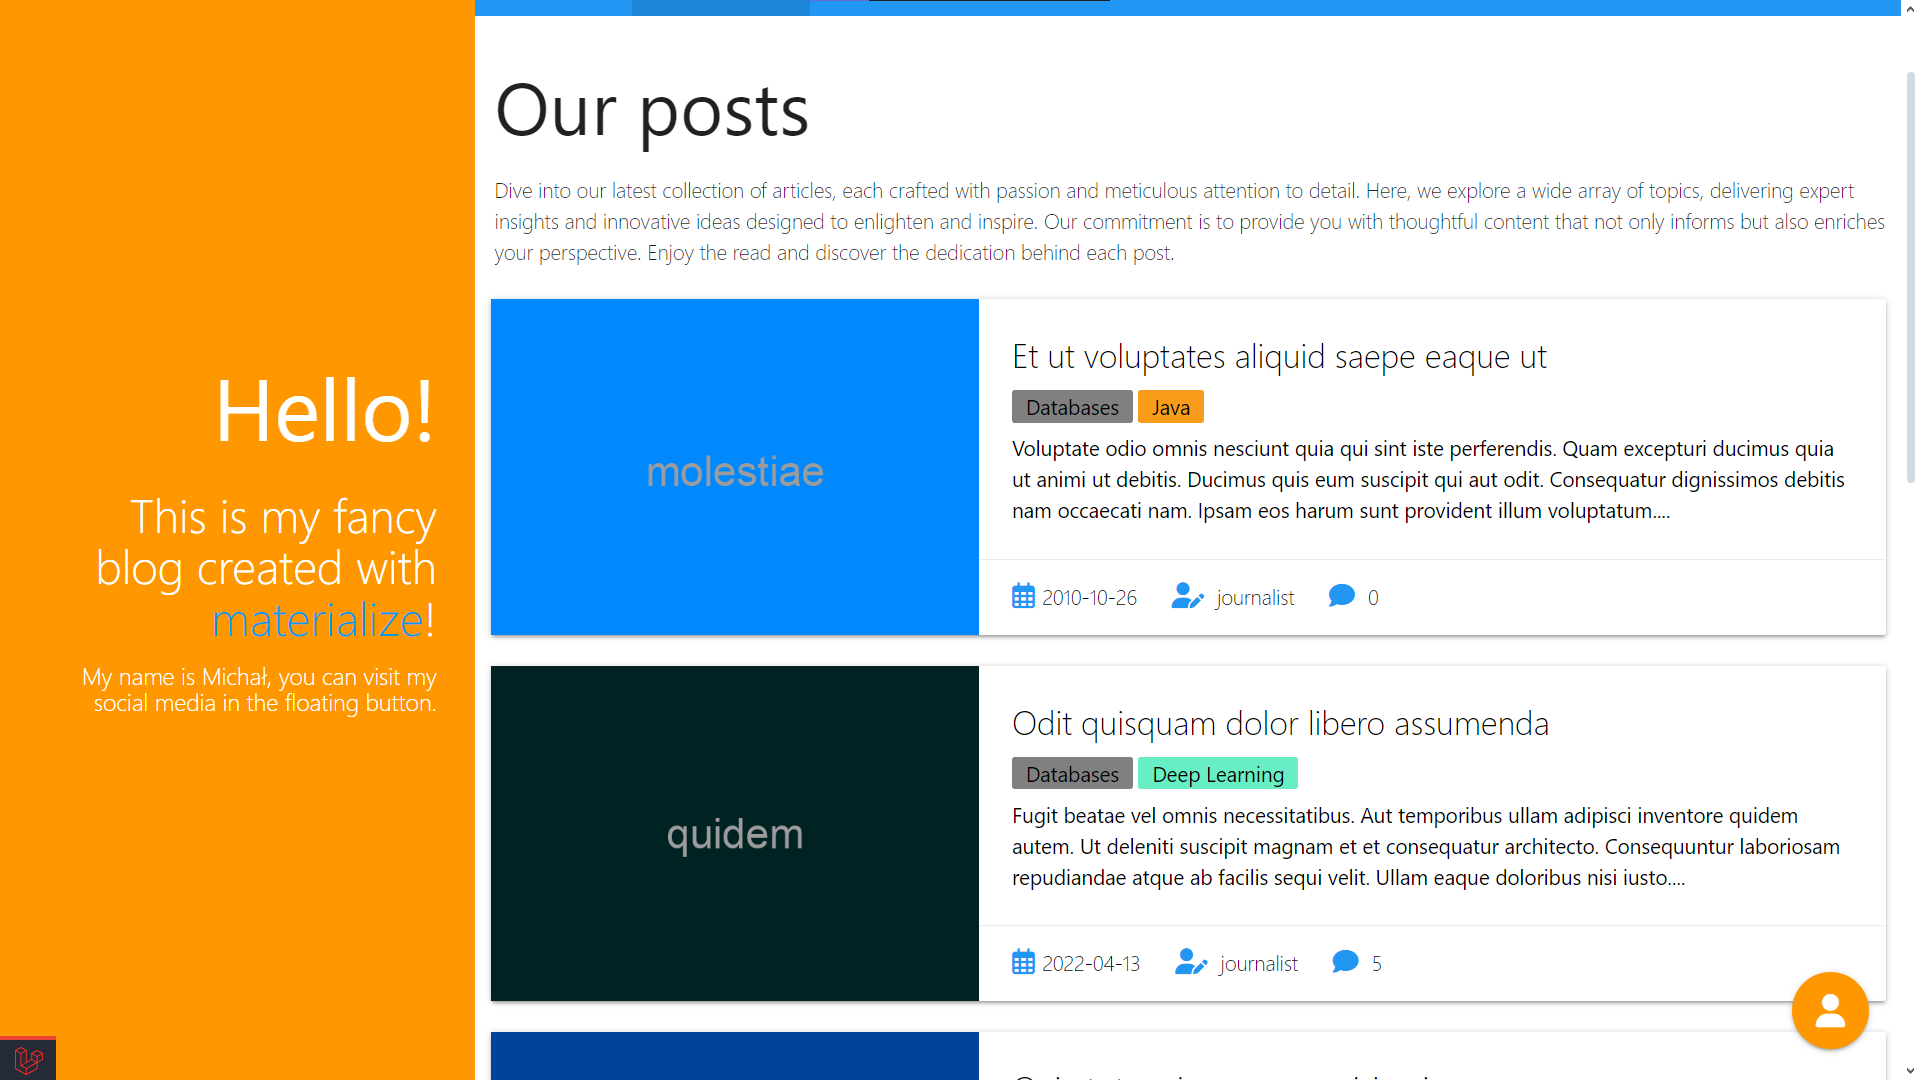 Hello!
This is my fancy
blog created with
materialize!
My name is Michał, you can visit my
social media in the floating button.
Our posts
Dive into our latest collection of articles, each crafted with passion and meticulous attention to detail. Here, we explore a wide array of topics, delivering expert
insights and innovative ideas designed to enlighten and inspire. Our commitment is to provide you with thoughtful content that not only informs but also enriches
your perspective. Enjoy the read and discover the dedication behind each post.
molestiae
Et ut voluptates aliquid saepe eaque ut
Databases Java
Voluptate odio omnis nesciunt quia qui sint iste perferendis. Quam excepturi ducimus quia
ut animi ut debitis. Ducimus quis eum suscipit qui aut odit. Consequatur dignissimos debitis
nam occaecati nam. Ipsam eos harum sunt provident illum voluptatum....
2010-10-26 journalist 0
quidem
Odit quisquam dolor libero assumenda
Databases Deep Learning
Fugit beatae vel omnis necessitatibus. Aut temporibus ullam adipisci inventore quidem
autem. Ut deleniti suscipit magnam et et consequatur architecto. Consequuntur laboriosam
repudiandae atque ab facilis sequi velit. Ullam eaque doloribus nisi iusto....
2022-04-13 journalist 5